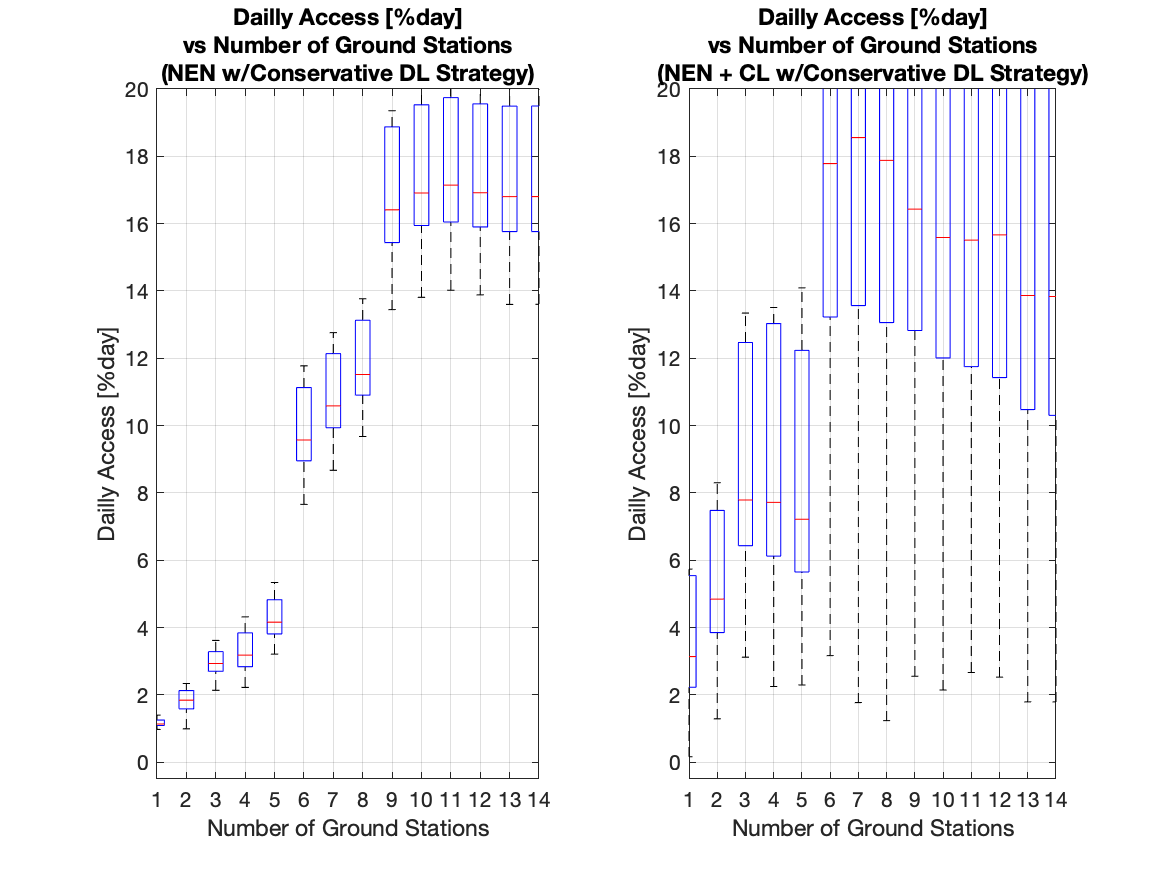 Dailly Access [%day]
vs Number of Ground Stations
(NEN w/Conservative DL Strategy)
20
18
16
14
12
10
8
6
4
2
0
Dailly Access [%day]
1 2 3 4 5 6 7 8 9 10 11 12 13 14
Number of Ground Stations
Dailly Access [%day]
vs Number of Ground Stations
(NEN + CL w/Conservative DL Strategy)
20
18
16
14
12
10
8
6
4
2
0
Dailly Access [%day]
1 2 3 4 5 6 7 8 9 10 11 12 13 14
Number of Ground Stations